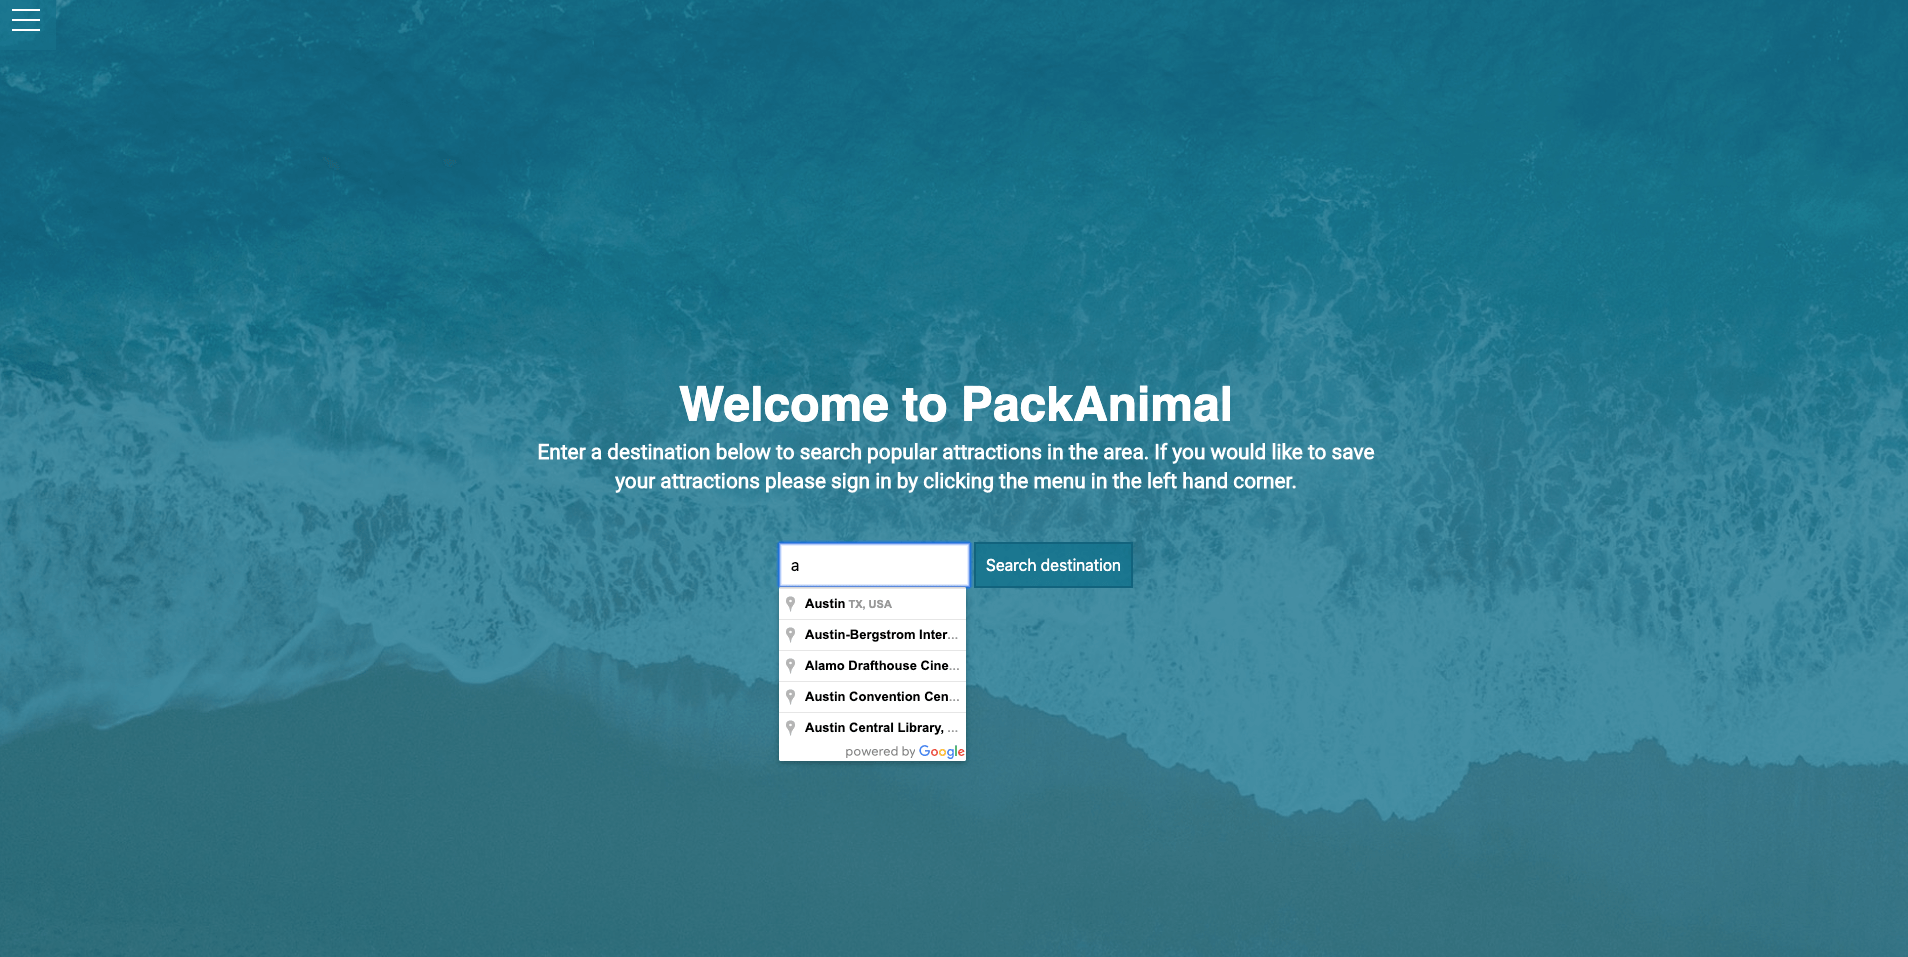 Welcome to PackAnimal
Enter a destination below to search popular attractions in the area. If you would like to save
your attractions please sign in by clicking the menu in the left hand corner.
a
Search destination
Austin TX, USA
Austin-Bergstrom Inter...
Alamo Drafthouse Cine...
Austin Convention Cen...
Austin Central Library, ...
powered by Google